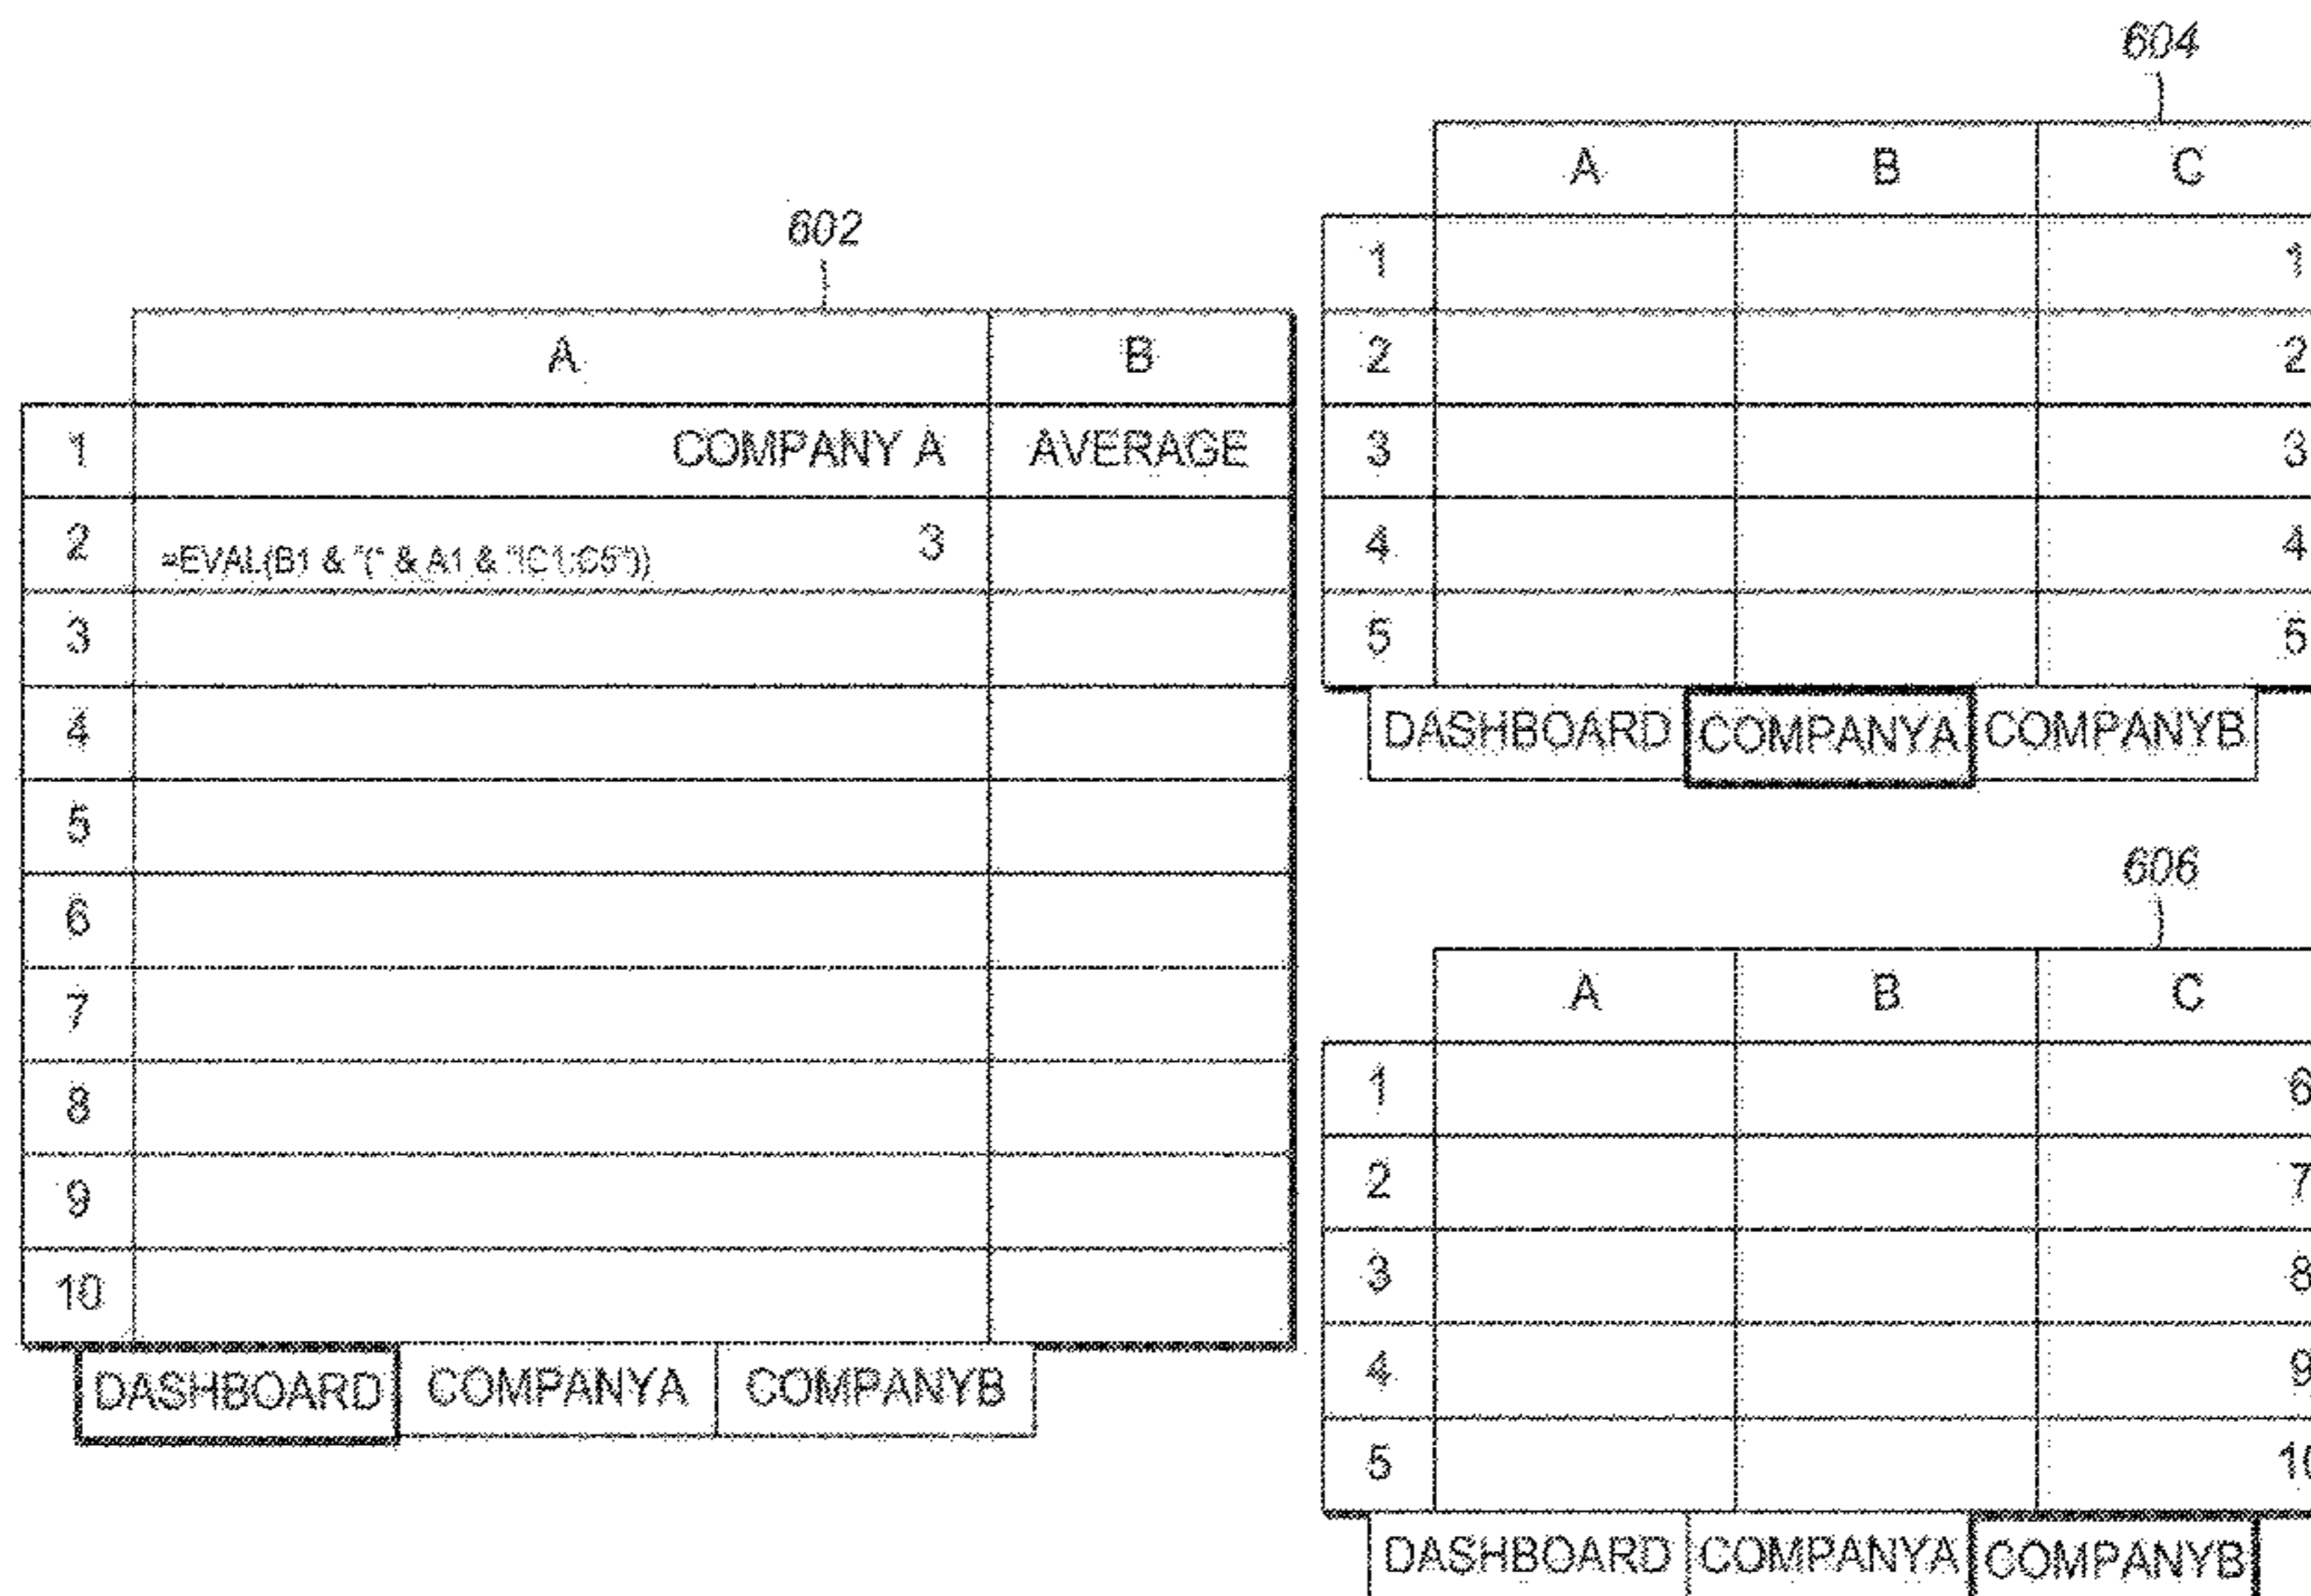 602
A B
1 COMPANY A AVERAGE
2 =EVAL(B1 & "(" & A1 & "!C1:C5")) 3
3
4
5
6
7
8
9
10
DASHBOARD COMPANYA COMPANYB
604
A B C
1 1
2 2
3 3
4 4
5 5
DASHBOARD COMPANYA COMPANYB
606
A B C
1 6
2 7
3 8
4 9
5 10
DASHBOARD COMPANYA COMPANYB